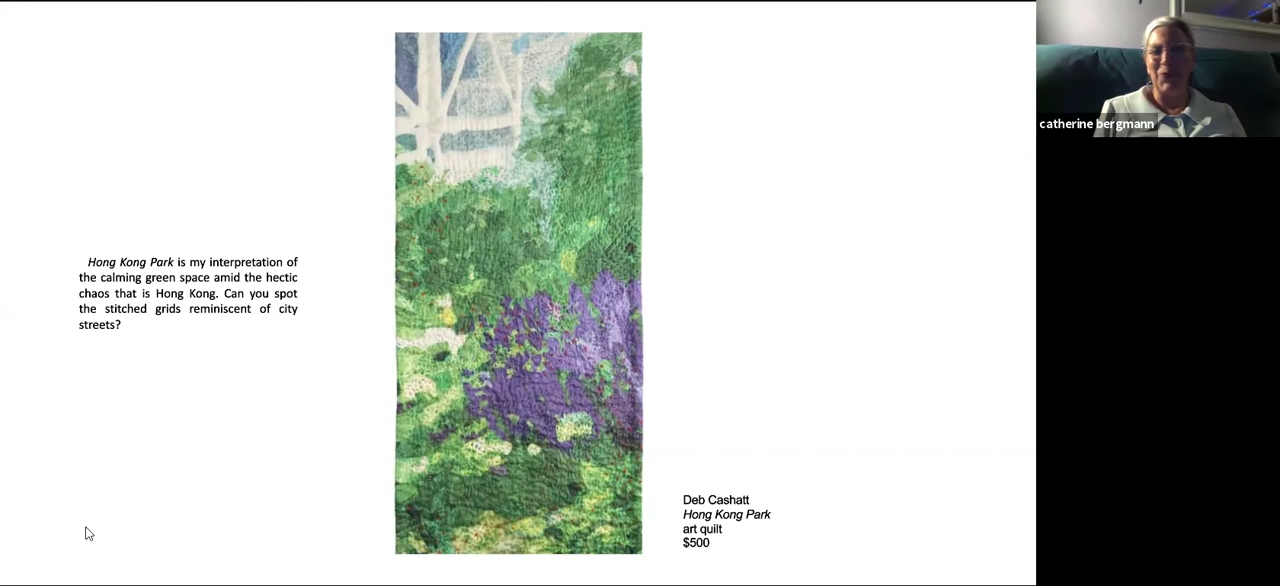 Hong Kong Park is my interpretation of
the calming green space amid the hectic
chaos that is Hong Kong. Can you spot
the stitched grids reminiscent of city
streets?
Deb Cashatt
Hong Kong Park
art quilt
$500
catherine bergmann